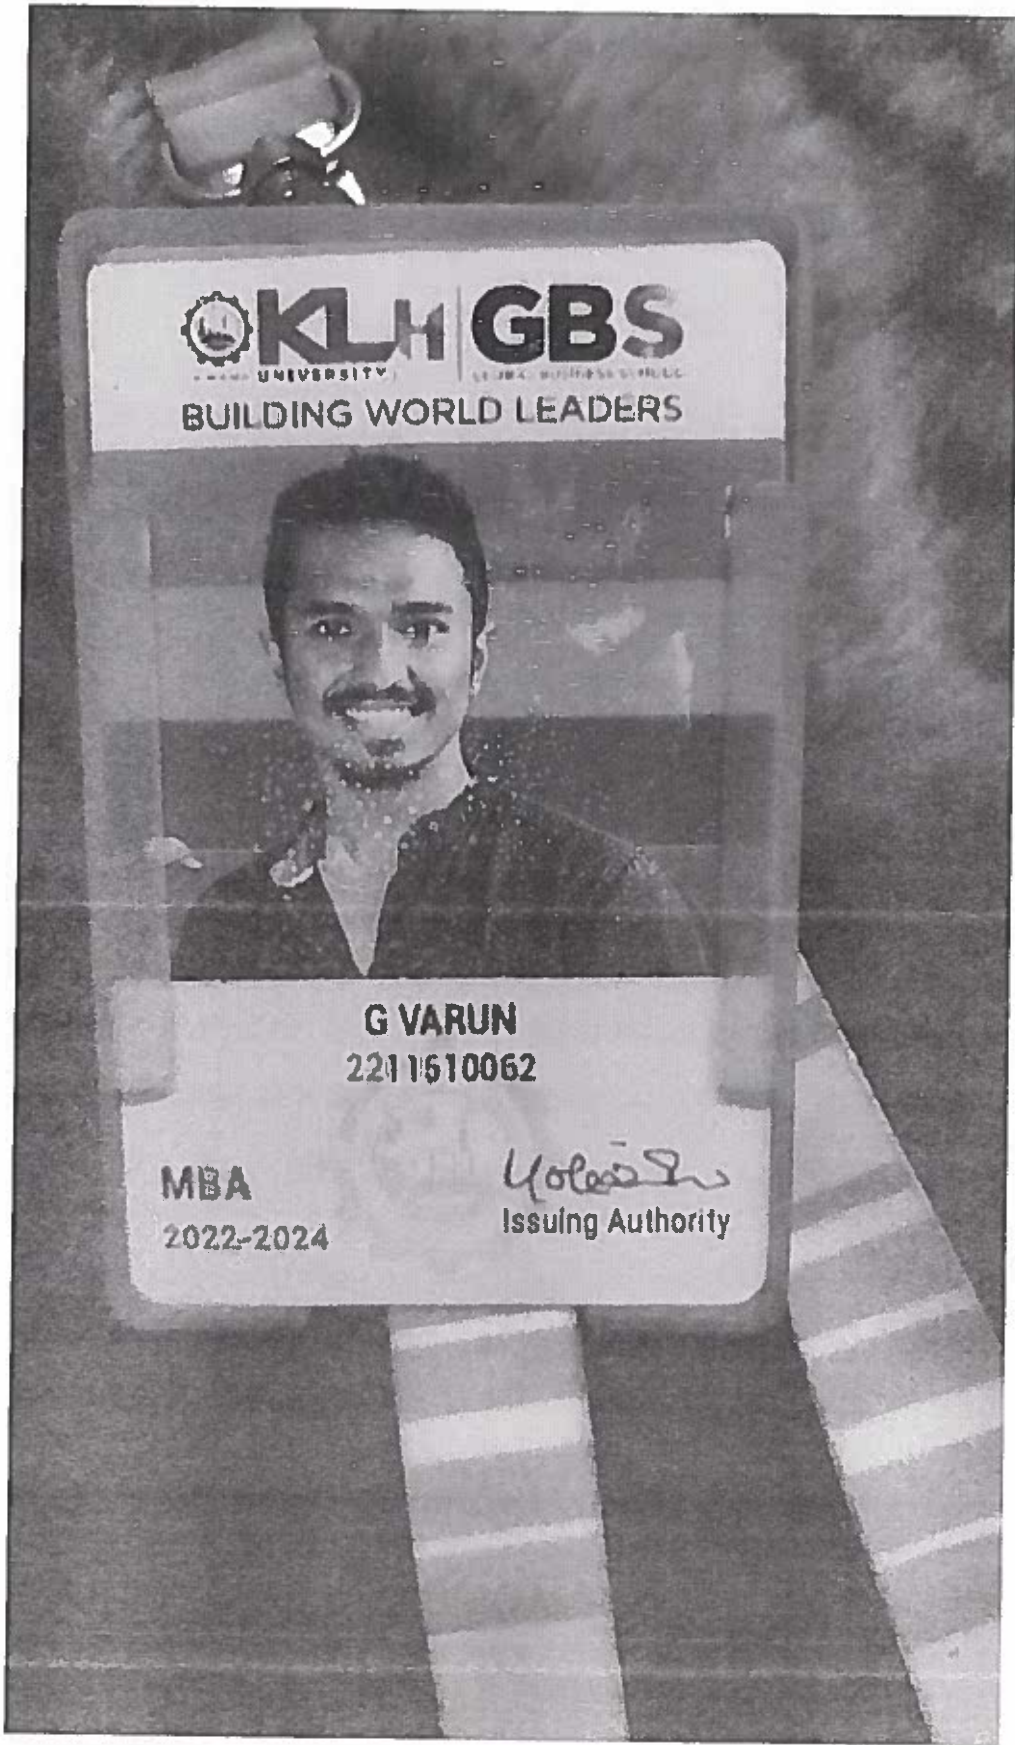 KLH GBS
UNIVERSITY
BUILDING WORLD LEADERS
G VARUN
2211510062
MBA
2022-2024
Issuing Authority